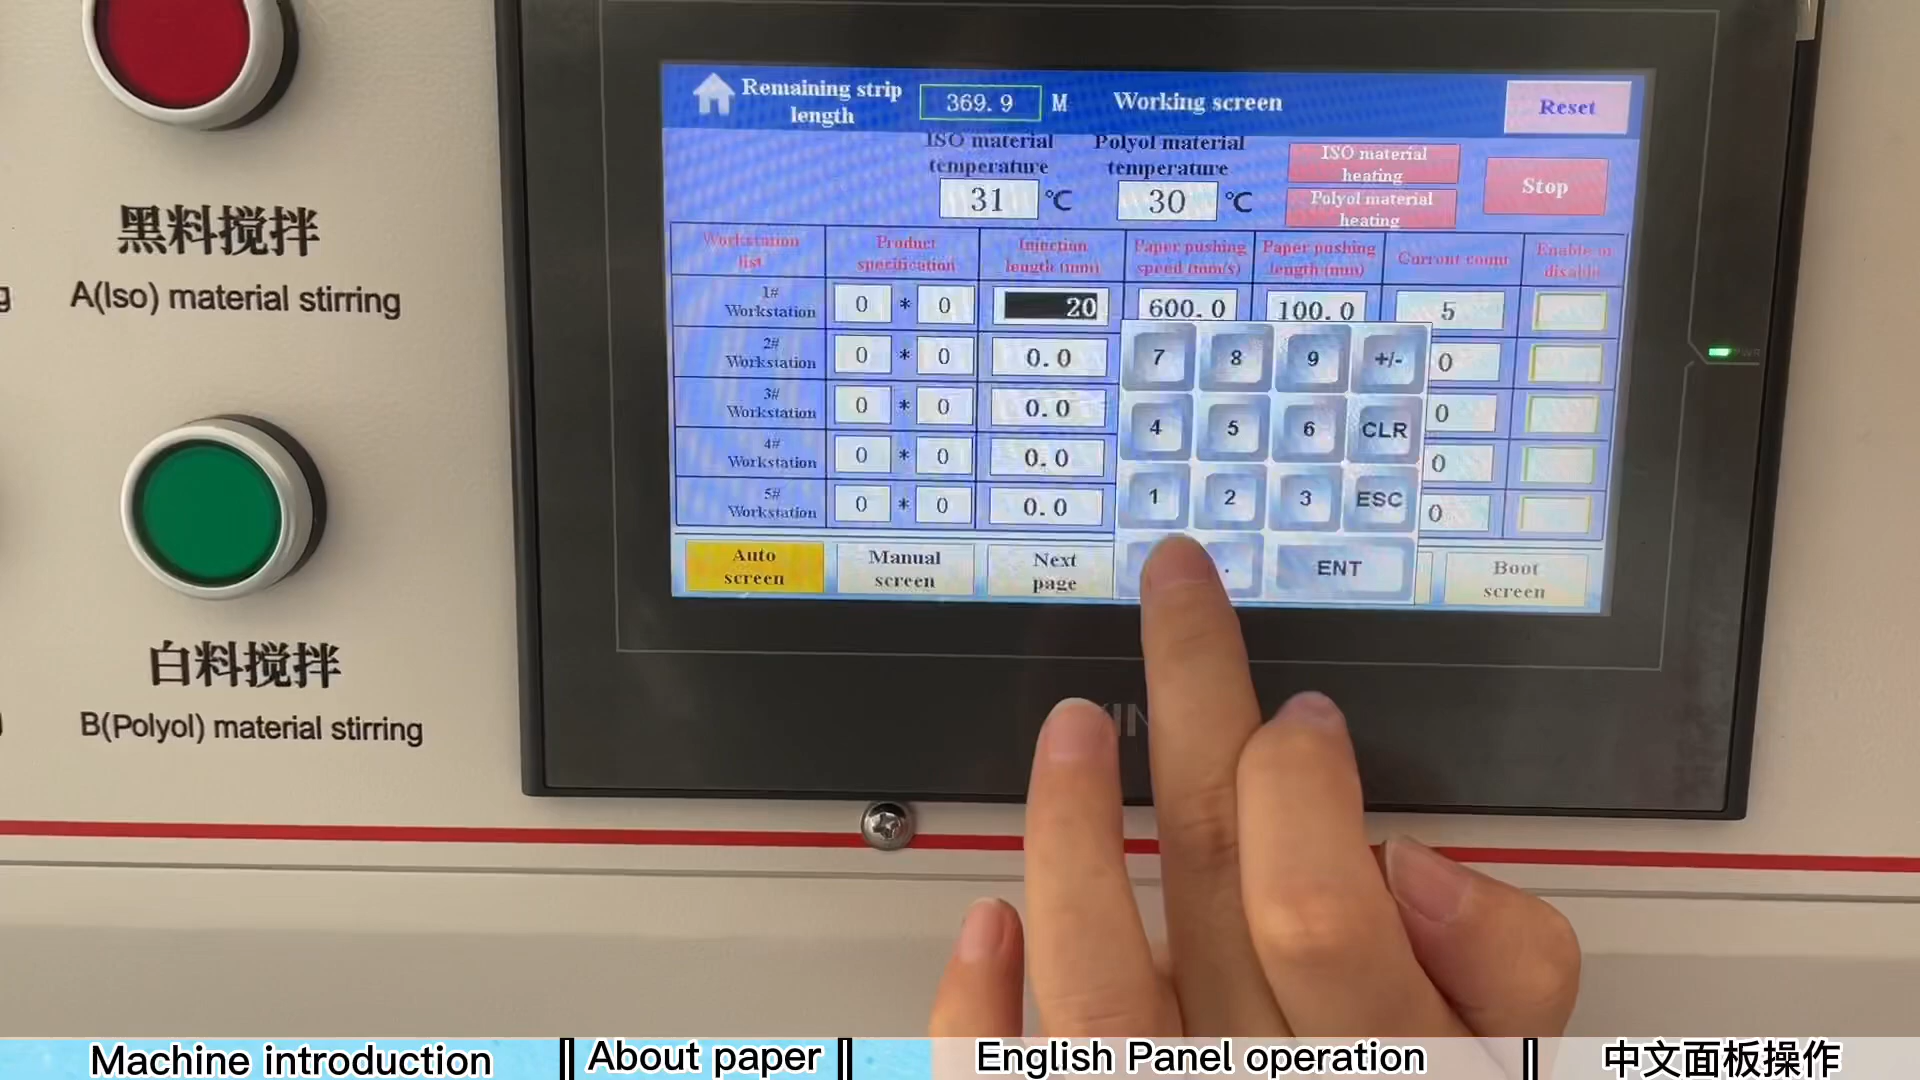 黑料搅拌
A(Iso) material stirring
白料搅拌
B(Polyol) material stirring
Remaining strip
length
369.9 M
Working screen
Reset
ISO material
temperature
31 ℃
Polyol material
temperature
30 ℃
ISO material
heating
Polyol material
heating
Stop
Workstation
list
Product
specification
Injection
length (mm)
Paper pushing
speed (mm/s)
Paper pushing
length (mm)
Current count
Enable or
disable
1#
Workstation
0 * 0
20
600.0
100.0
5
2#
Workstation
0 * 0
0.0
0
3#
Workstation
0 * 0
0.0
0
4#
Workstation
0 * 0
0.0
0
5#
Workstation
0 * 0
0.0
0
7 8 9 +/-
4 5 6 CLR
1 2 3 ESC
. ENT
Auto
screen
Manual
screen
Next
page
Boot
screen
PWR
Machine introduction
About paper
English Panel operation
中文面板操作